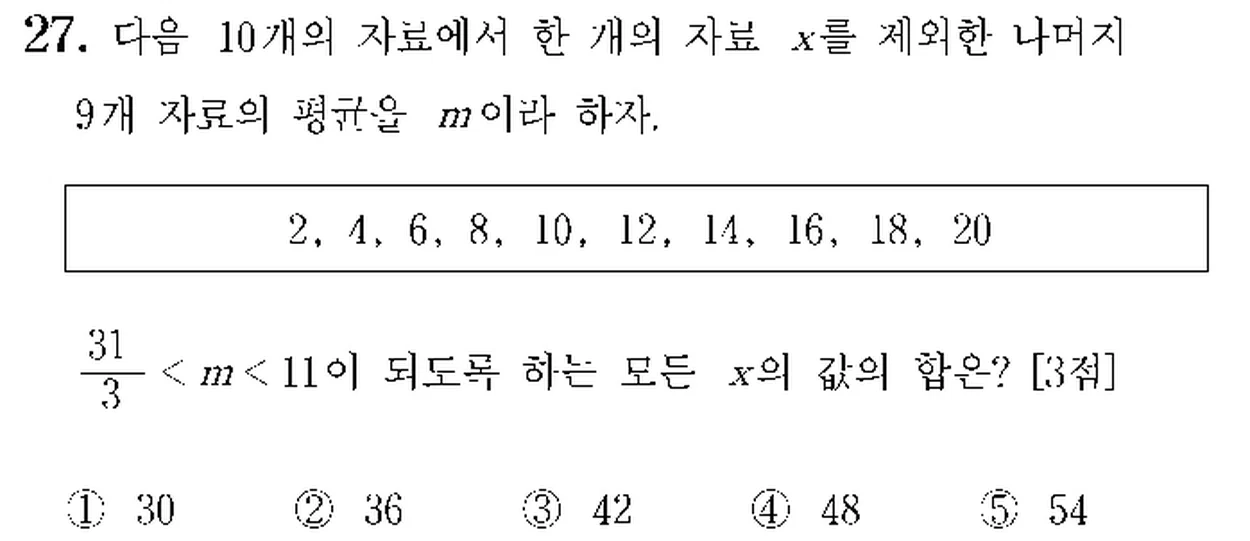 27. 다음 10개의 자료에서 한 개의 자료 x를 제외한 나머지
9개 자료의 평균을 m이라 하자.
2, 4, 6, 8, 10, 12, 14, 16, 18, 20
31/3 < m < 11이 되도록 하는 모든 x의 값의 합은? [3점]
① 30 ② 36 ③ 42 ④ 48 ⑤ 54